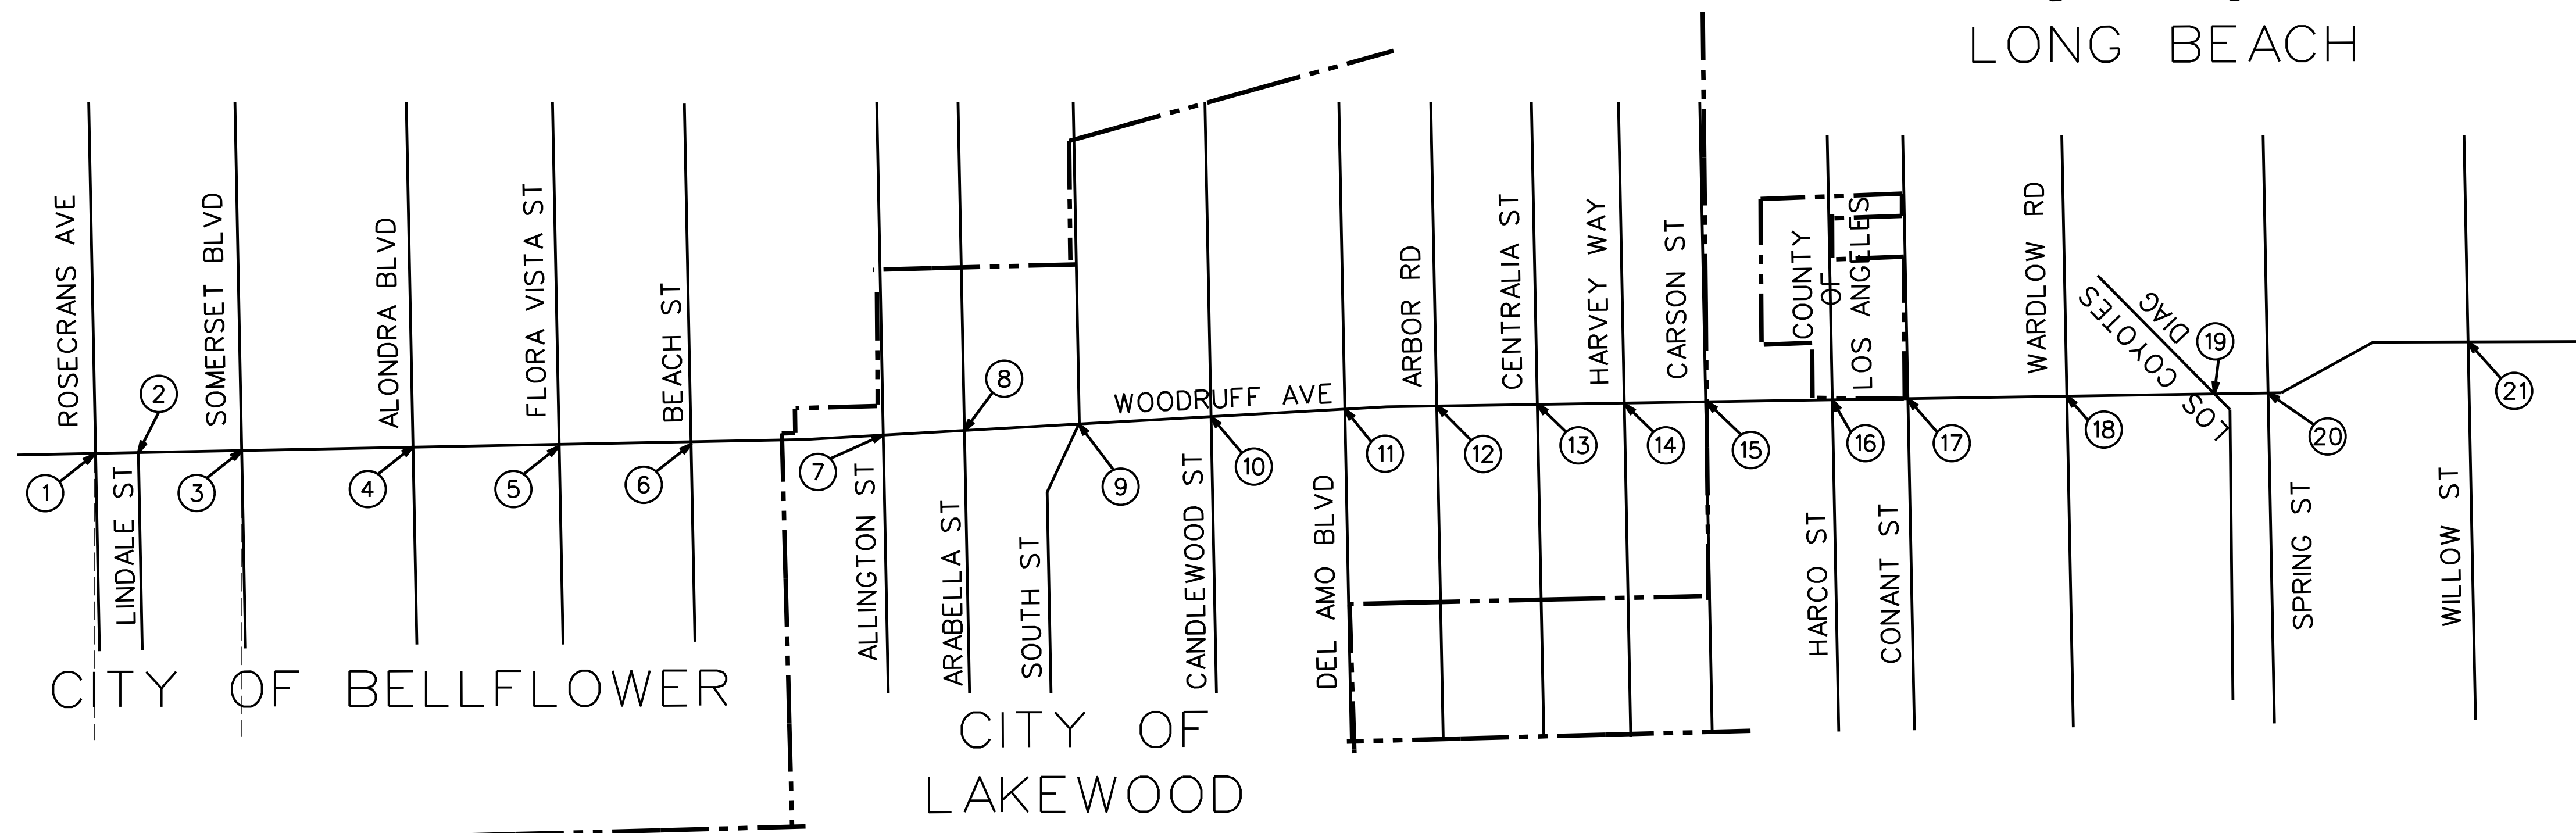 LONG BEACH
ROSECRANS AVE
LINDALE ST
SOMERSET BLVD
ALONDRA BLVD
FLORA VISTA ST
BEACH ST
ALLINGTON ST
ARABELLA ST
SOUTH ST
WOODRUFF AVE
CANDLEWOOD ST
DEL AMO BLVD
ARBOR RD
CENTRALIA ST
HARVEY WAY
CARSON ST
COUNTY
OF
LOS ANGELES
HARCO ST
CONANT ST
WARDLOW RD
LOS COYOTES
DIAG
SPRING ST
WILLOW ST
1
2
3
4
5
6
7
8
9
10
11
12
13
14
15
16
17
18
19
20
21
CITY OF BELLFLOWER
CITY OF
LAKEWOOD